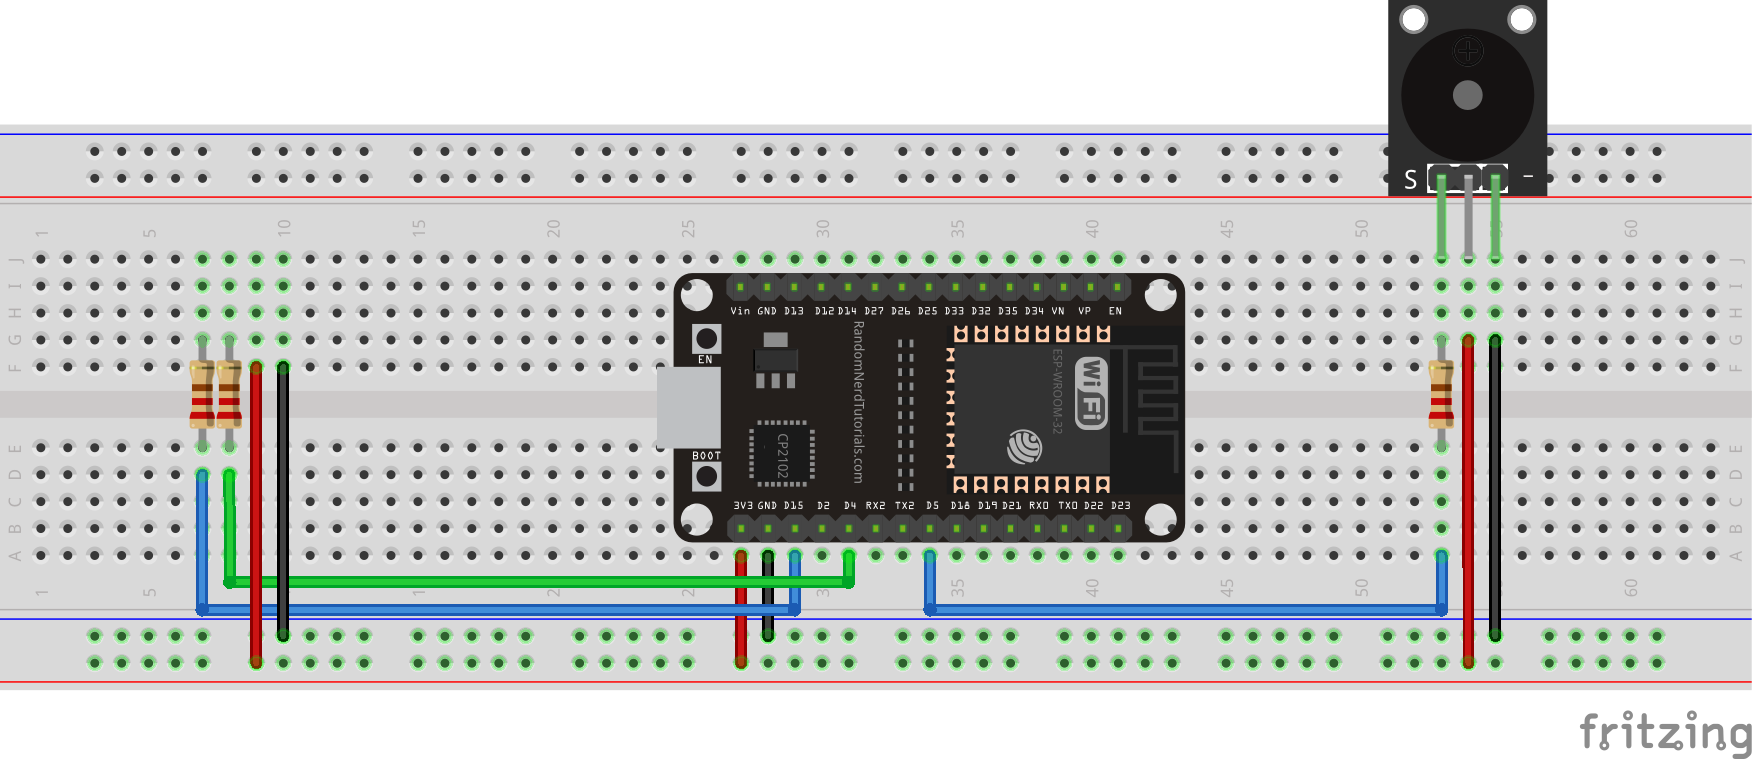 S −
1 5 10 15 20 25 30 35 40 45 50 55 60
J J
I I
H H
G G
F F
Vin GND D13 D12 D14 D27 D26 D25 D33 D32 D35 D34 VN VP EN
EN
RandomNerdTutorials.com
ESP-WROOM-32
WiFi
CP2102
BOOT
E E
D D
C C
B B
A A
3V3 GND D15 D2 D4 RX2 TX2 D5 D18 D19 D21 RX0 TX0 D22 D23
1 5 1 20 3 35 40 45 50 60
fritzing